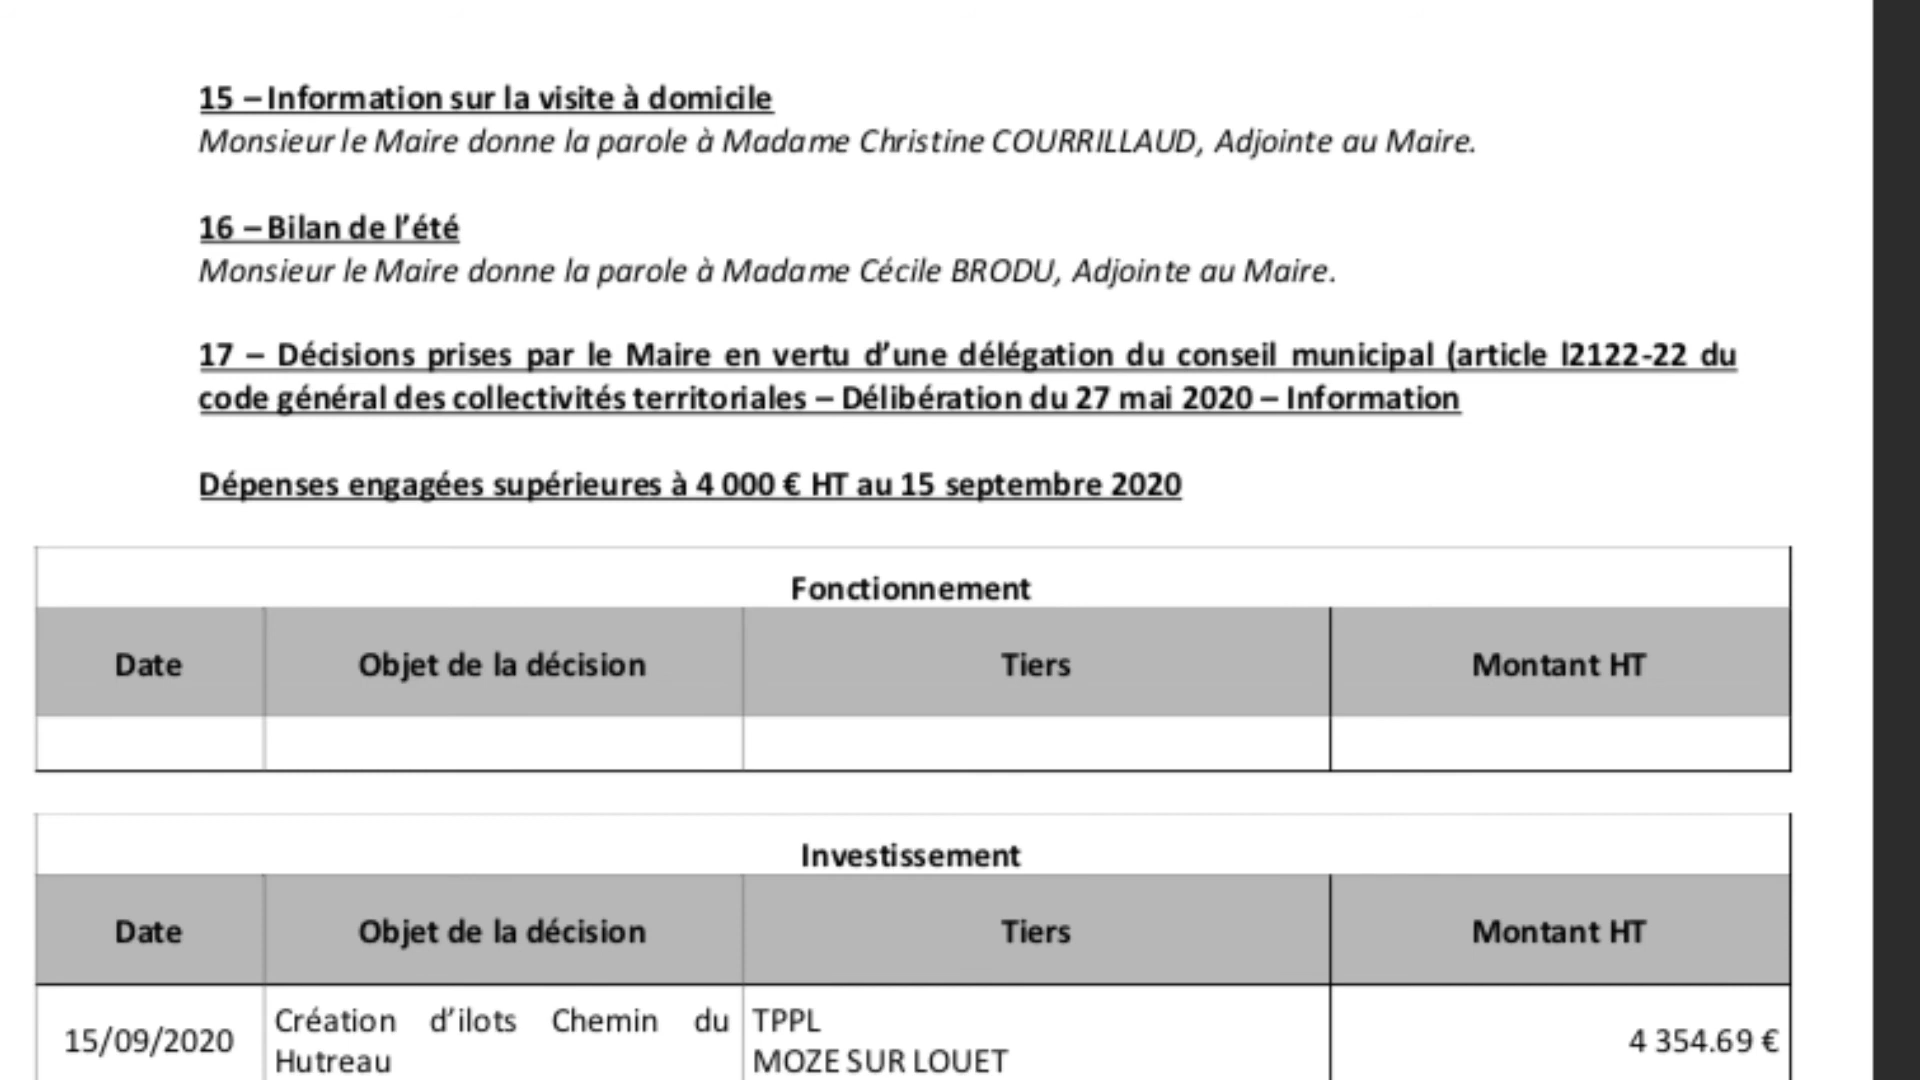 15 – Information sur la visite à domicile
Monsieur le Maire donne la parole à Madame Christine COURRILLAUD, Adjointe au Maire.
16 – Bilan de l’été
Monsieur le Maire donne la parole à Madame Cécile BRODU, Adjointe au Maire.
17 – Décisions prises par le Maire en vertu d’une délégation du conseil municipal (article l2122-22 du
code général des collectivités territoriales – Délibération du 27 mai 2020 – Information
Dépenses engagées supérieures à 4 000 € HT au 15 septembre 2020
Fonctionnement
Date Objet de la décision Tiers Montant HT
Investissement
Date Objet de la décision Tiers Montant HT
15/09/2020 Création d’ilots Chemin du Hutreau TPPL MOZE SUR LOUET 4 354.69 €